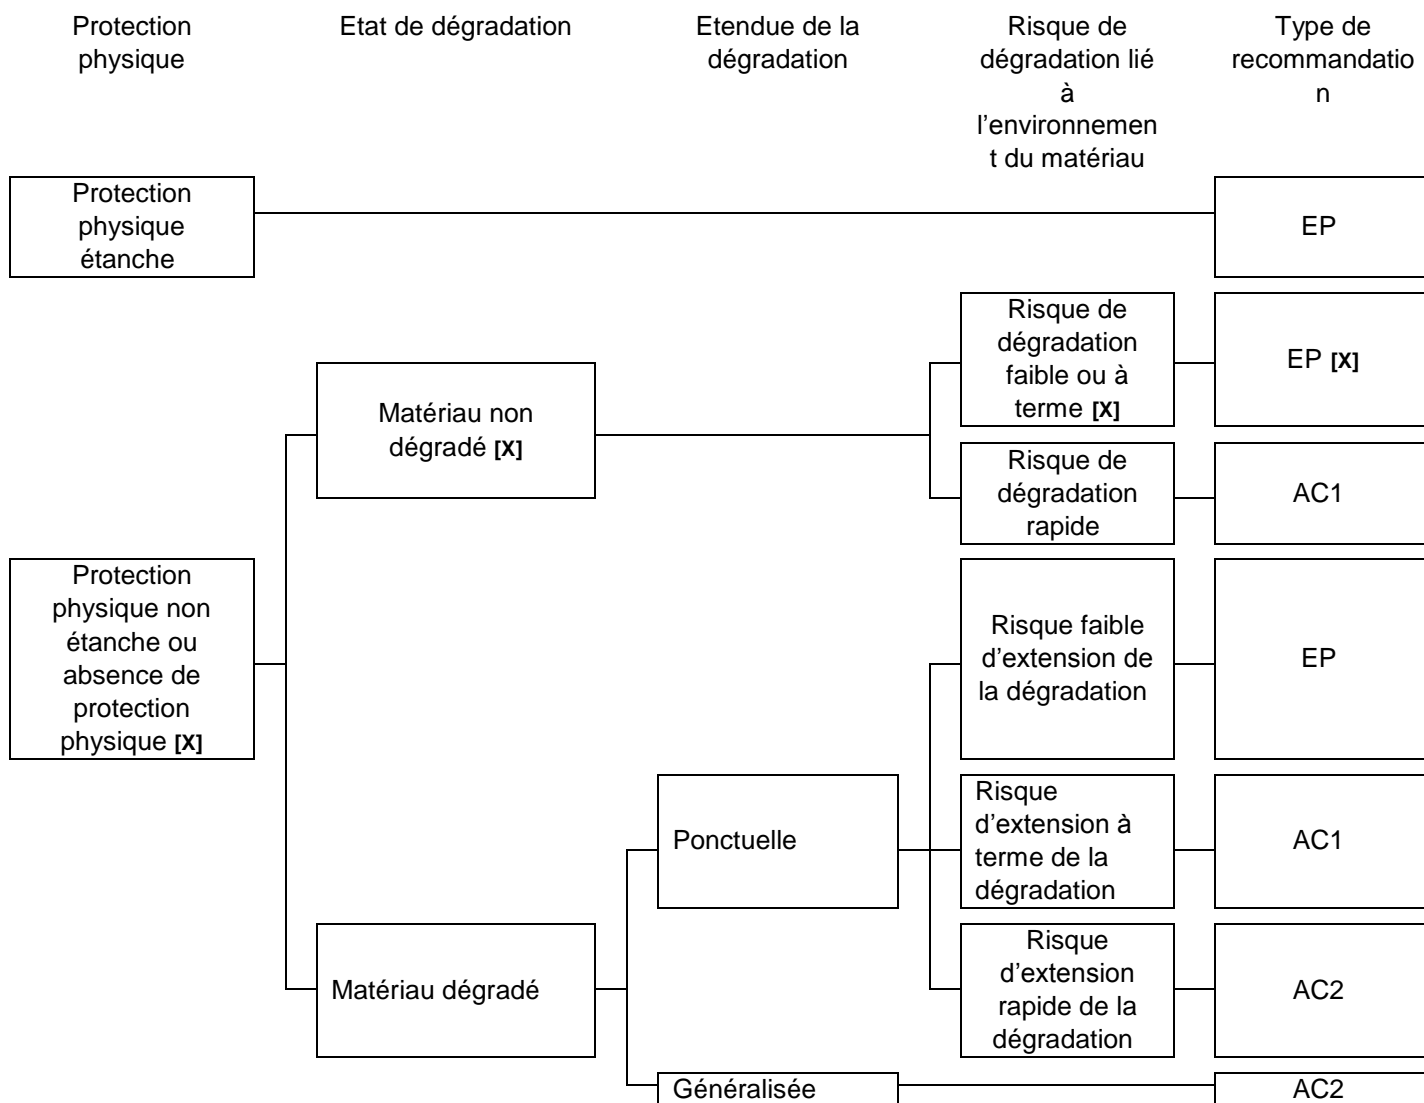 Protection
physique
Etat de dégradation
Etendue de la
dégradation
Risque de
dégradation lié
à
l’environnemen
t du matériau
Type de
recommandatio
n
Protection
physique
étanche
EP
Risque de
dégradation
faible ou à
terme [X]
EP [X]
Matériau non
dégradé [X]
Risque de
dégradation
rapide
AC1
Protection
physique non
étanche ou
absence de
protection
physique [X]
Risque faible
d’extension de
la dégradation
EP
Ponctuelle
Risque
d’extension à
terme de la
dégradation
AC1
Matériau dégradé
Risque
d’extension
rapide de la
dégradation
AC2
Généralisée
AC2